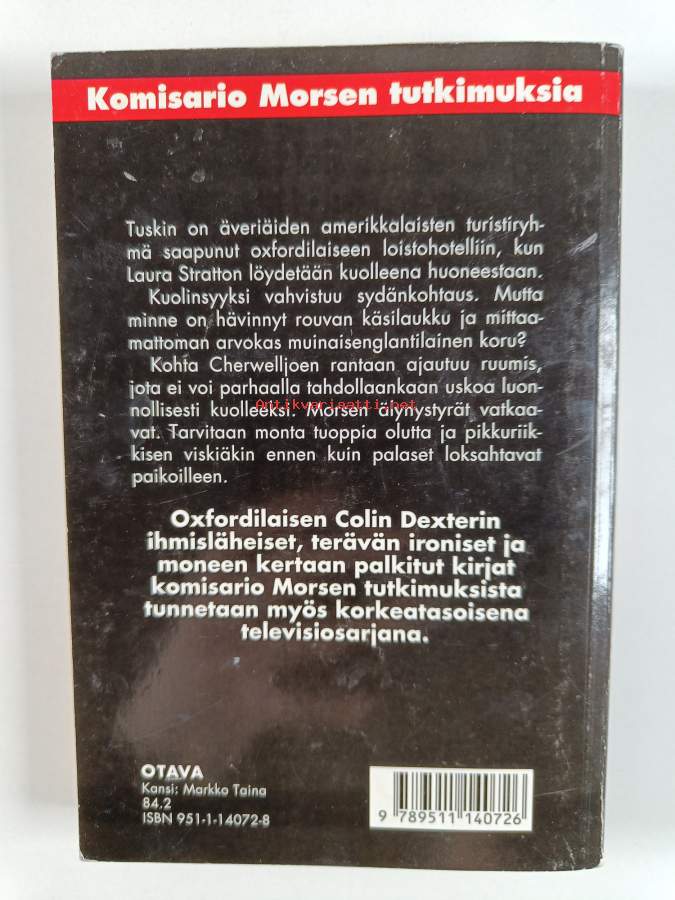 Komisario Morsen tutkimuksia
Tuskin on äveriäiden amerikkalaisten turistiryh-
mä saapunut oxfordilaiseen loistohotelliin, kun
Laura Stratton löydetään kuolleena huoneestaan.
Kuolinsyyksi vahvistuu sydänkohtaus. Mutta
minne on hävinnyt rouvan käsilaukku ja mittaa-
mattoman arvokas muinaisenglantilainen koru?
Kohta Cherwelljoen rantaan ajautuu ruumis,
jota ei voi parhaalla tahdollaankaan uskoa luon-
nollisesti kuolleeksi. Morsen älynystyrät vatkaa-
vat. Tarvitaan monta tuoppia olutta ja pikkuriik-
kisen viskiäkin ennen kuin palaset loksahtavat
paikoilleen.
Antikvariaatti.net
Oxfordilaisen Colin Dexterin
ihmisläheiset, terävän ironiset ja
moneen kertaan palkitut kirjat
komisario Morsen tutkimuksista
tunnetaan myös korkeatasoisena
televisiosarjana.
OTAVA
Kansi: Markko Taina
84.2
ISBN 951-1-14072-8
9 789511 140726